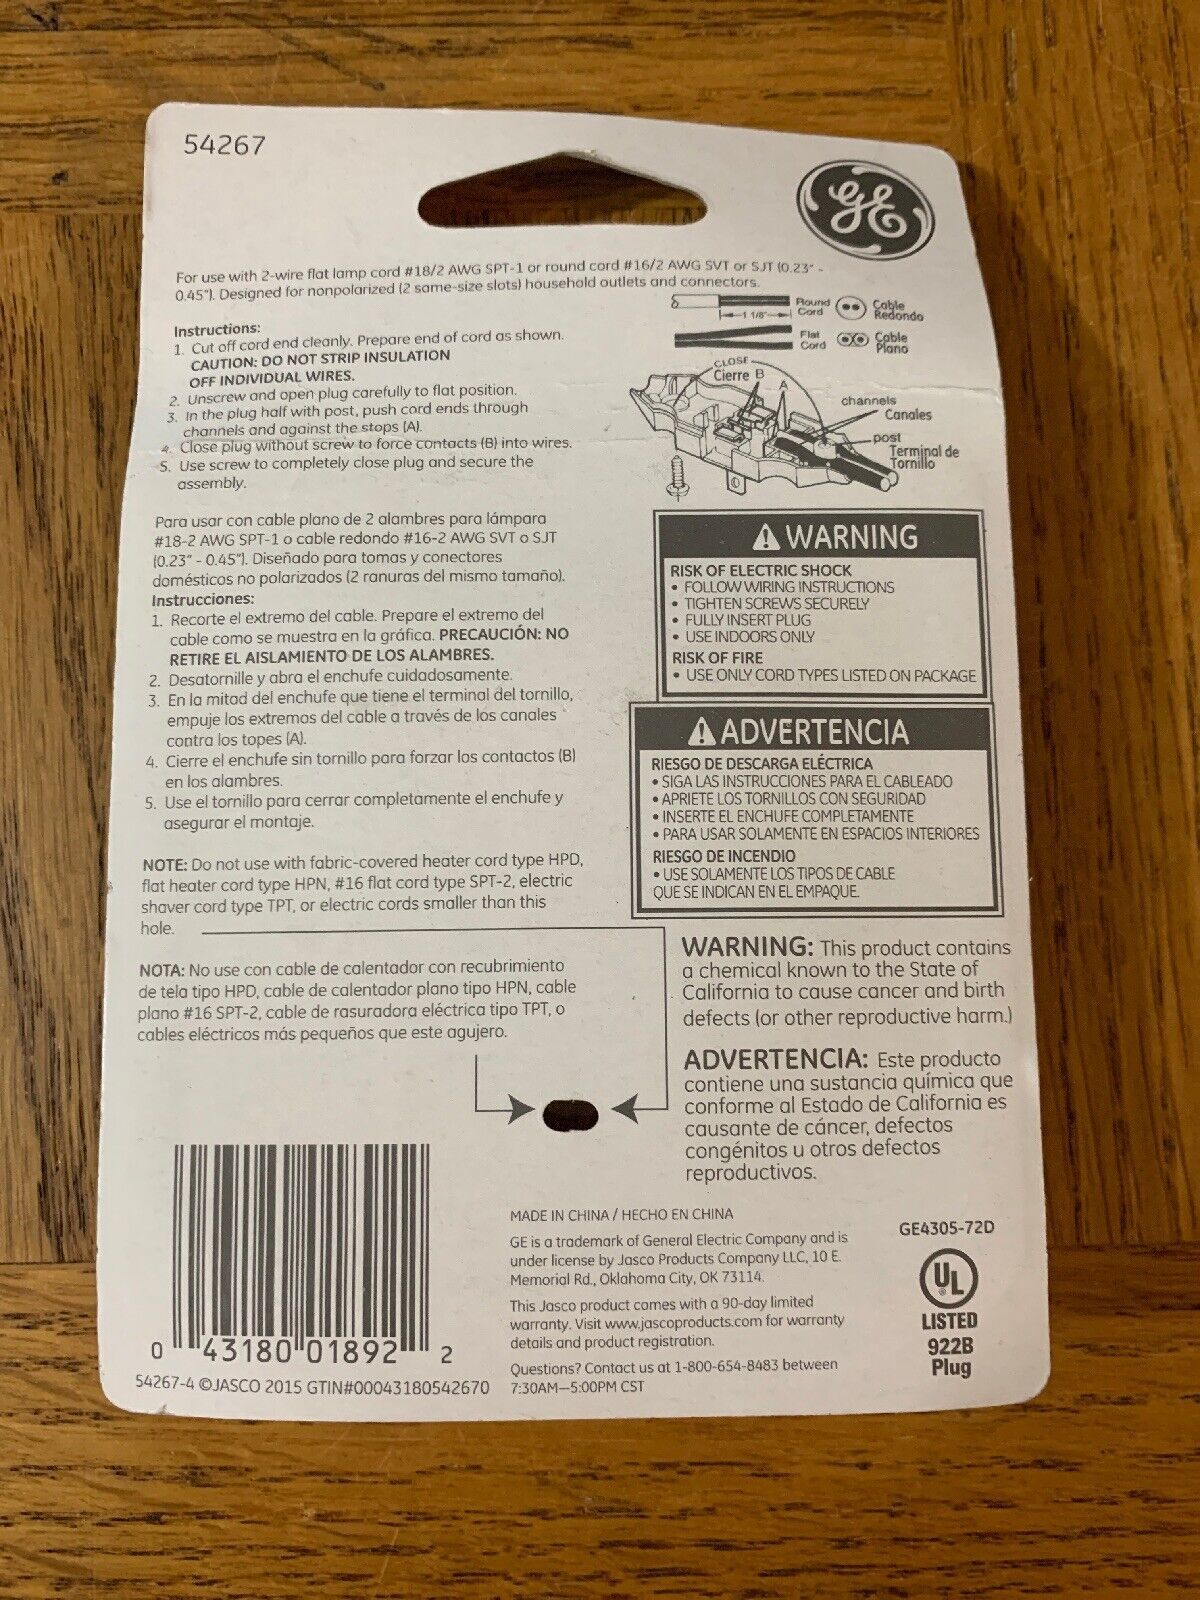 54267
GE
For use with 2-wire flat lamp cord #18/2 AWG SPT-1 or round cord #16/2 AWG SVT or SJT (0.23" -
0.45"). Designed for nonpolarized (2 same-size slots) household outlets and connectors.
Instructions:
1. Cut off cord end cleanly. Prepare end of cord as shown.
CAUTION: DO NOT STRIP INSULATION
OFF INDIVIDUAL WIRES.
2. Unscrew and open plug carefully to flat position.
3. In the plug half with post, push cord ends through
channels and against the stops (A).
4. Close plug without screw to force contacts (B) into wires.
5. Use screw to completely close plug and secure the
assembly.
1 1/8"
Round
Cord
Cable
Redondo
Flat
Cord
Cable
Plano
CLOSE
Cierre
B
A
channels
Canales
post
Terminal de
Tornillo
Para usar con cable plano de 2 alambres para lámpara
#18-2 AWG SPT-1 o cable redondo #16-2 AWG SVT o SJT
(0.23" - 0.45"). Diseñado para tomas y conectores
domésticos no polarizados (2 ranuras del mismo tamaño).
Instrucciones:
1. Recorte el extremo del cable. Prepare el extremo del
cable como se muestra en la gráfica. PRECAUCIÓN: NO
RETIRE EL AISLAMIENTO DE LOS ALAMBRES.
2. Desatornille y abra el enchufe cuidadosamente.
3. En la mitad del enchufe que tiene el terminal del tornillo,
empuje los extremos del cable a través de los canales
contra los topes (A).
4. Cierre el enchufe sin tornillo para forzar los contactos (B)
en los alambres.
5. Use el tornillo para cerrar completamente el enchufe y
asegurar el montaje.
WARNING
RISK OF ELECTRIC SHOCK
• FOLLOW WIRING INSTRUCTIONS
• TIGHTEN SCREWS SECURELY
• FULLY INSERT PLUG
• USE INDOORS ONLY
RISK OF FIRE
• USE ONLY CORD TYPES LISTED ON PACKAGE
ADVERTENCIA
RIESGO DE DESCARGA ELÉCTRICA
• SIGA LAS INSTRUCCIONES PARA EL CABLEADO
• APRIETE LOS TORNILLOS CON SEGURIDAD
• INSERTE EL ENCHUFE COMPLETAMENTE
• PARA USAR SOLAMENTE EN ESPACIOS INTERIORES
RIESGO DE INCENDIO
• USE SOLAMENTE LOS TIPOS DE CABLE
QUE SE INDICAN EN EL EMPAQUE.
NOTE: Do not use with fabric-covered heater cord type HPD,
flat heater cord type HPN, #16 flat cord type SPT-2, electric
shaver cord type TPT, or electric cords smaller than this
hole.
NOTA: No use con cable de calentador con recubrimiento
de tela tipo HPD, cable de calentador plano tipo HPN, cable
plano #16 SPT-2, cable de rasuradora eléctrica tipo TPT, o
cables eléctricos más pequeños que este agujero.
WARNING: This product contains
a chemical known to the State of
California to cause cancer and birth
defects (or other reproductive harm.)
ADVERTENCIA: Este producto
contiene una sustancia química que
conforme al Estado de California es
causante de cáncer, defectos
congénitos u otros defectos
reproductivos.
0 43180 01892 2
54267-4 ©JASCO 2015 GTIN#00043180542670
MADE IN CHINA / HECHO EN CHINA
GE is a trademark of General Electric Company and is
under license by Jasco Products Company LLC, 10 E.
Memorial Rd., Oklahoma City, OK 73114.
This Jasco product comes with a 90-day limited
warranty. Visit www.jascoproducts.com for warranty
details and product registration.
Questions? Contact us at 1-800-654-8483 between
7:30AM—5:00PM CST
GE4305-72D
UL ®
LISTED
922B
Plug